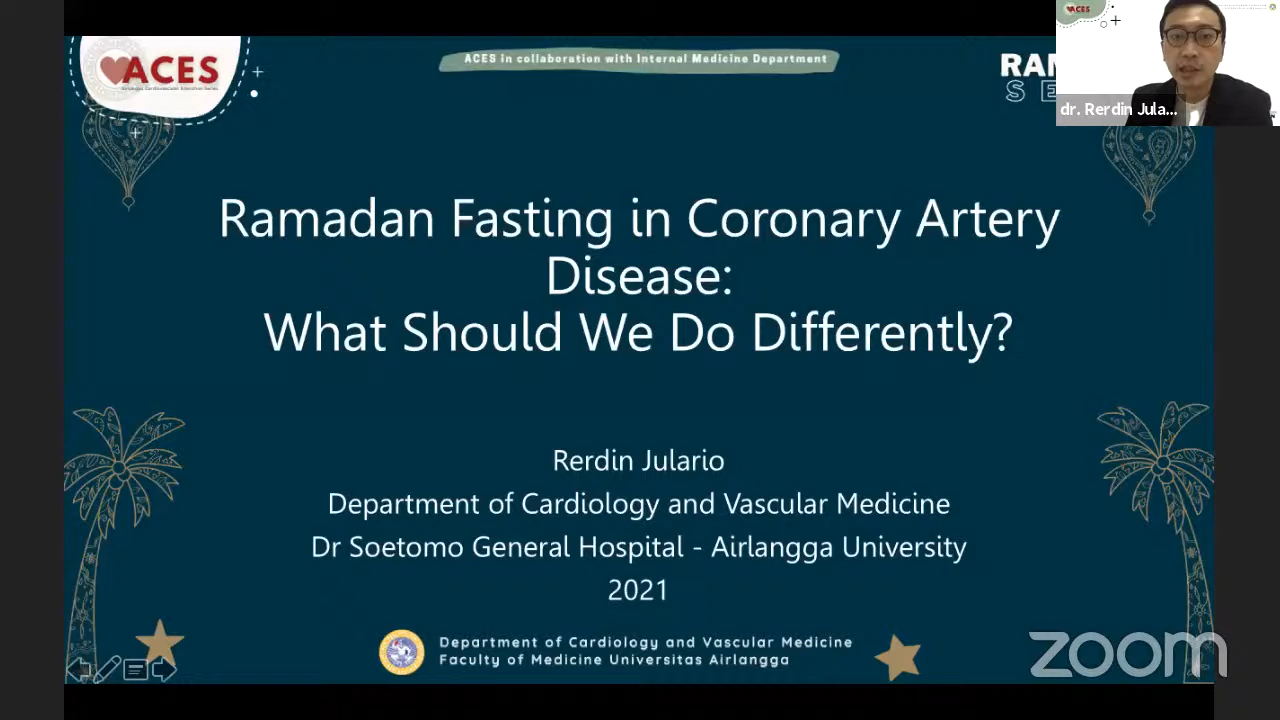 ACES
ACES in collaboration with Internal Medicine Department
ACES
dr. Rerdin Jula...
Ramadan Fasting in Coronary Artery
Disease:
What Should We Do Differently?
Rerdin Julario
Department of Cardiology and Vascular Medicine
Dr Soetomo General Hospital - Airlangga University
2021
Department of Cardiology and Vascular Medicine
Faculty of Medicine Universitas Airlangga
zoom